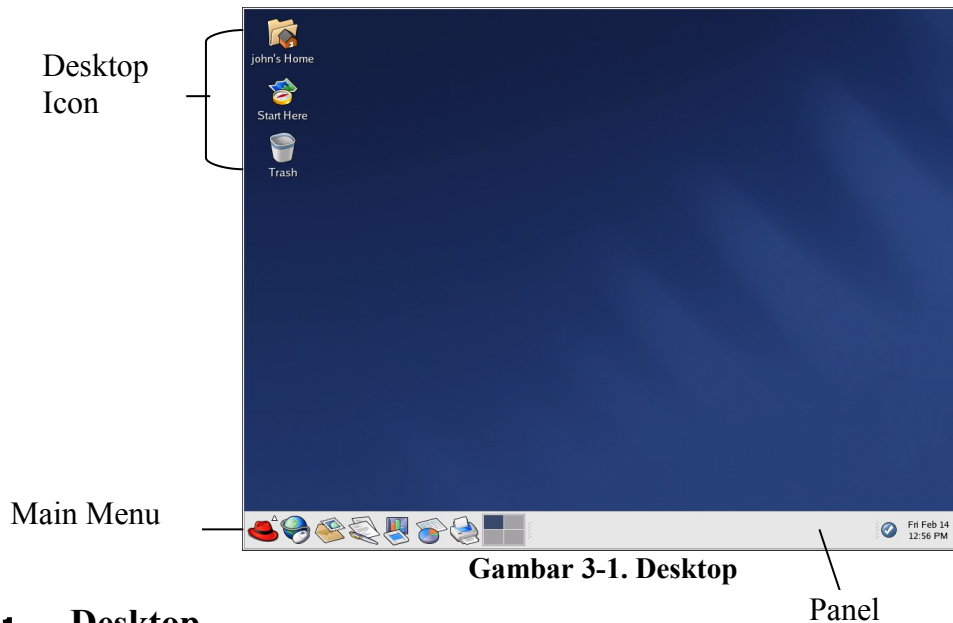 Desktop
Icon
john's Home
Start Here
Trash
Main Menu
Fri Feb 14
12:56 PM
Gambar 3-1. Desktop
Panel
Desktop